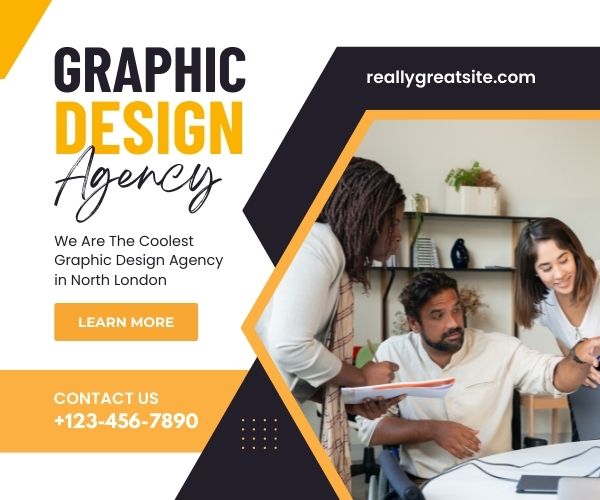 GRAPHIC
DESIGN
Agency
We Are The Coolest
Graphic Design Agency
in North London
LEARN MORE
CONTACT US
+123-456-7890
reallygreatsite.com